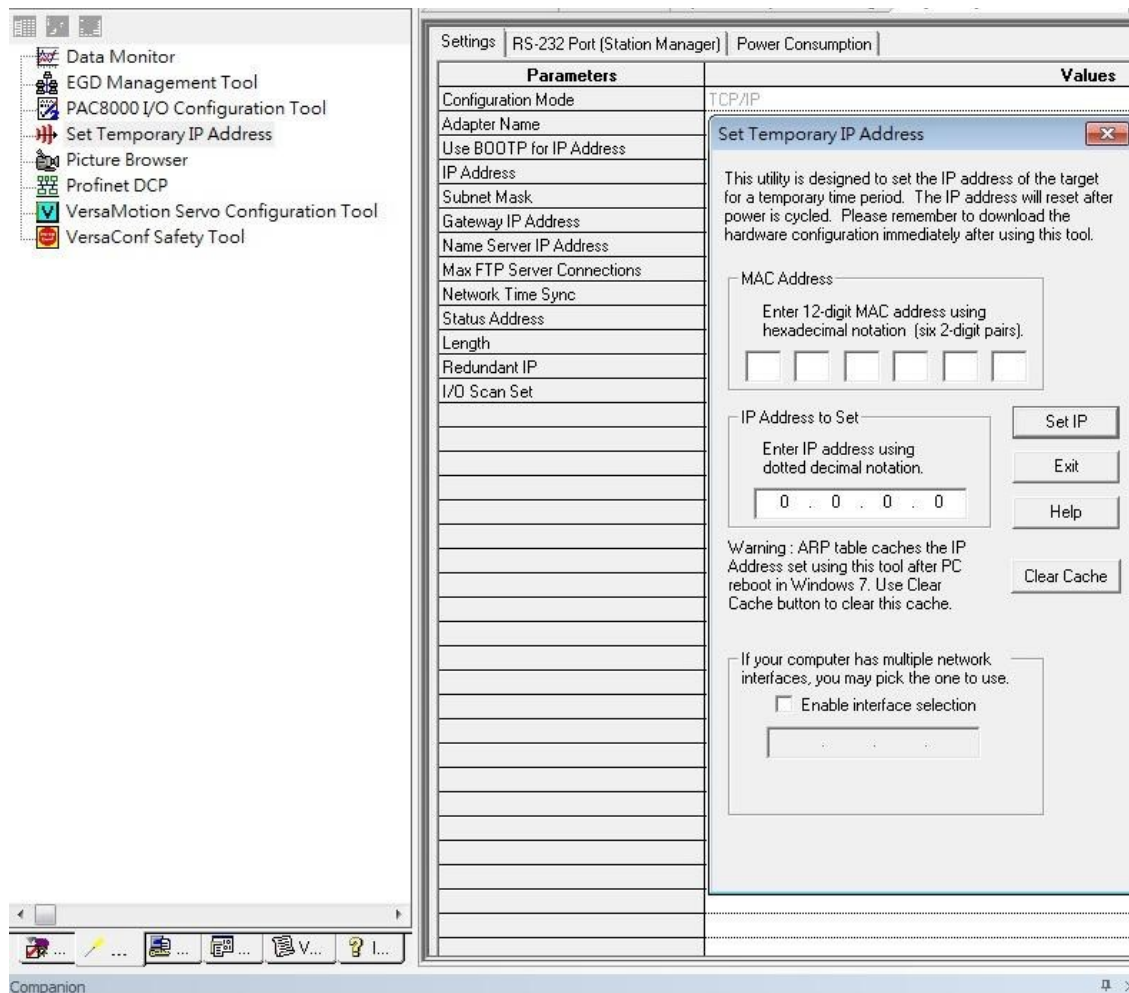 Data Monitor
EGD Management Tool
PAC8000 I/O Configuration Tool
Set Temporary IP Address
Picture Browser
Profinet DCP
VersaMotion Servo Configuration Tool
VersaConf Safety Tool
... ... ... ... V... I...
Settings RS-232 Port (Station Manager) Power Consumption
Parameters Values
Configuration Mode TCP/IP
Adapter Name
Use BOOTP for IP Address
IP Address
Subnet Mask
Gateway IP Address
Name Server IP Address
Max FTP Server Connections
Network Time Sync
Status Address
Length
Redundant IP
I/O Scan Set
Set Temporary IP Address
This utility is designed to set the IP address of the target
for a temporary time period. The IP address will reset after
power is cycled. Please remember to download the
hardware configuration immediately after using this tool.
MAC Address
Enter 12-digit MAC address using
hexadecimal notation (six 2-digit pairs).
IP Address to Set
Enter IP address using
dotted decimal notation.
0 . 0 . 0 . 0
Set IP
Exit
Help
Warning : ARP table caches the IP
Address set using this tool after PC
reboot in Windows 7. Use Clear
Cache button to clear this cache.
Clear Cache
If your computer has multiple network
interfaces, you may pick the one to use.
Enable interface selection
. . .
Companion